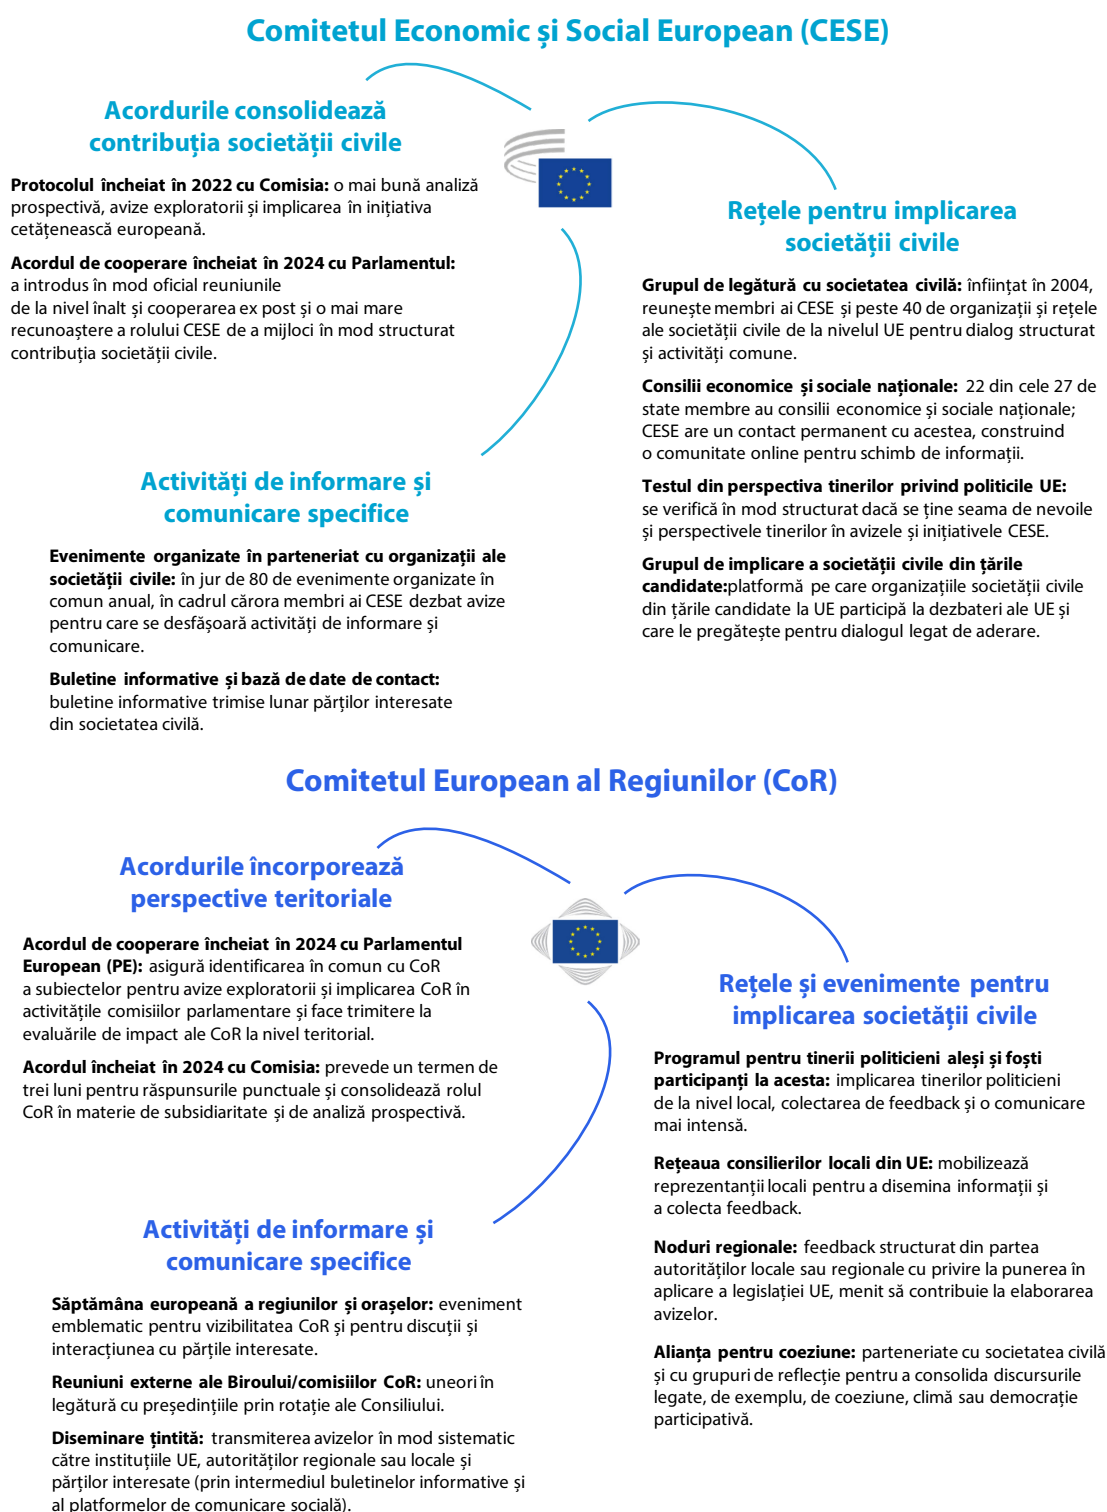 Comitetul Economic și Social European (CESE)
Acordurile consolidează
contribuția societății civile
Protocolul încheiat în 2022 cu Comisia: o mai bună analiză
prospectivă, avize exploratorii și implicarea în inițiativa
cetățenească europeană.
Acordul de cooperare încheiat în 2024 cu Parlamentul:
a introdus în mod oficial reuniunile
de la nivel înalt și cooperarea ex post și o mai mare
recunoaștere a rolului CESE de a mijloci în mod structurat
contribuția societății civile.
Rețele pentru implicarea
societății civile
Grupul de legătură cu societatea civilă: înființat în 2004,
reunește membri ai CESE și peste 40 de organizații și rețele
ale societății civile de la nivelul UE pentru dialog structurat
și activități comune.
Consilii economice și sociale naționale: 22 din cele 27 de
state membre au consilii economice și sociale naționale;
CESE are un contact permanent cu acestea, construind
o comunitate online pentru schimb de informații.
Testul din perspectiva tinerilor privind politicile UE:
se verifică în mod structurat dacă se ține seama de nevoile
și perspectivele tinerilor în avizele și inițiativele CESE.
Grupul de implicare a societății civile din țările
candidate:platformă pe care organizațiile societății civile
din țările candidate la UE participă la dezbateri ale UE și
care le pregătește pentru dialogul legat de aderare.
Activități de informare și
comunicare specifice
Evenimente organizate în parteneriat cu organizații ale
societății civile: în jur de 80 de evenimente organizate în
comun anual, în cadrul cărora membri ai CESE dezbat avize
pentru care se desfășoară activități de informare și
comunicare.
Buletine informative și bază de date de contact:
buletine informative trimise lunar părților interesate
din societatea civilă.
Comitetul European al Regiunilor (CoR)
Acordurile încorporează
perspective teritoriale
Acordul de cooperare încheiat în 2024 cu Parlamentul
European (PE): asigură identificarea în comun cu CoR
a subiectelor pentru avize exploratorii și implicarea CoR în
activitățile comisiilor parlamentare și face trimitere la
evaluările de impact ale CoR la nivel teritorial.
Acordul încheiat în 2024 cu Comisia: prevede un termen de
trei luni pentru răspunsurile punctuale și consolidează rolul
CoR în materie de subsidiaritate și de analiză prospectivă.
Rețele și evenimente pentru
implicarea societății civile
Programul pentru tinerii politicieni aleși și foști
participanți la acesta: implicarea tinerilor politicieni
de la nivel local, colectarea de feedback și o comunicare
mai intensă.
Rețeaua consilierilor locali din UE: mobilizează
reprezentanții locali pentru a disemina informații și
a colecta feedback.
Noduri regionale: feedback structurat din partea
autorităților locale sau regionale cu privire la punerea în
aplicare a legislației UE, menit să contribuie la elaborarea
avizelor.
Alianța pentru coeziune: parteneriate cu societatea civilă
și cu grupuri de reflecție pentru a consolida discursurile
legate, de exemplu, de coeziune, climă sau democrație
participativă.
Activități de informare și
comunicare specifice
Săptămâna europeană a regiunilor și orașelor: eveniment
emblematic pentru vizibilitatea CoR și pentru discuții și
interacțiunea cu părțile interesate.
Reuniuni externe ale Biroului/comisiilor CoR: uneori în
legătură cu președințiile prin rotație ale Consiliului.
Diseminare țintită: transmiterea avizelor în mod sistematic
către instituțiile UE, autorităților regionale sau locale și
părților interesate (prin intermediul buletinelor informative și
al platformelor de comunicare socială).